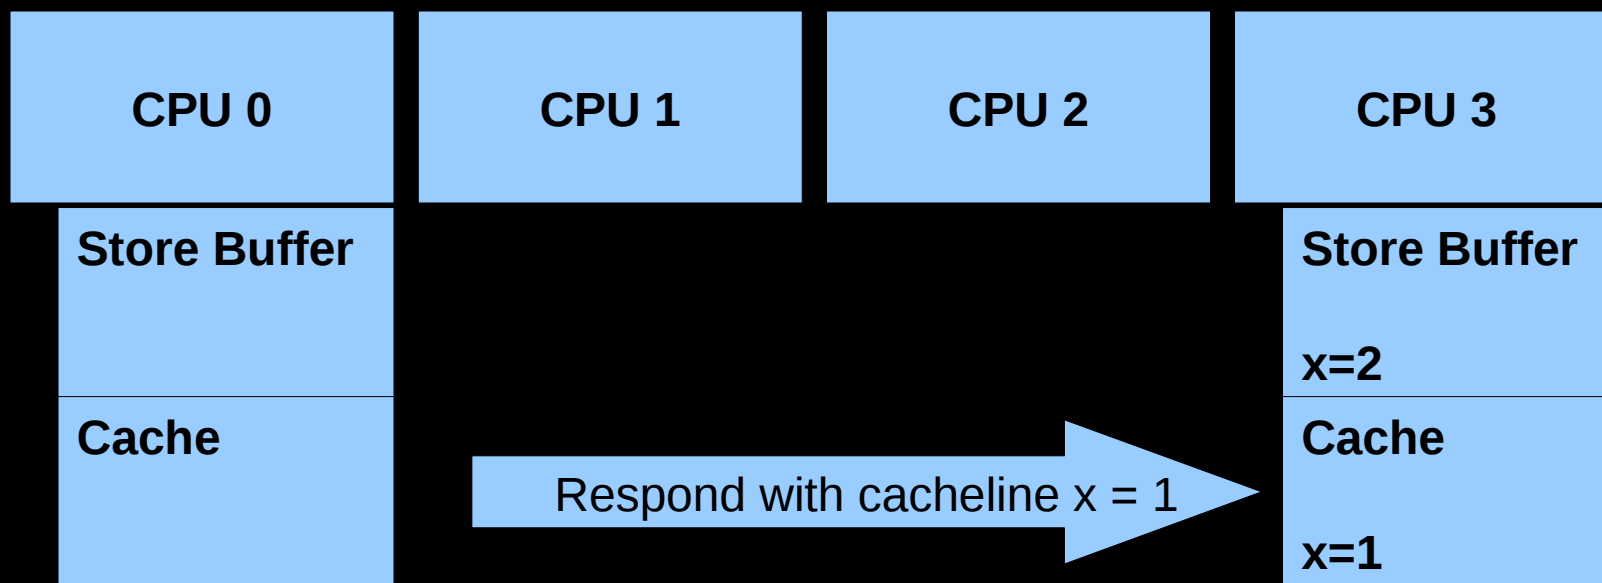 CPU 0
CPU 1
CPU 2
CPU 3
Store Buffer
Store Buffer
x=2
Cache
Respond with cacheline x = 1
Cache
x=1